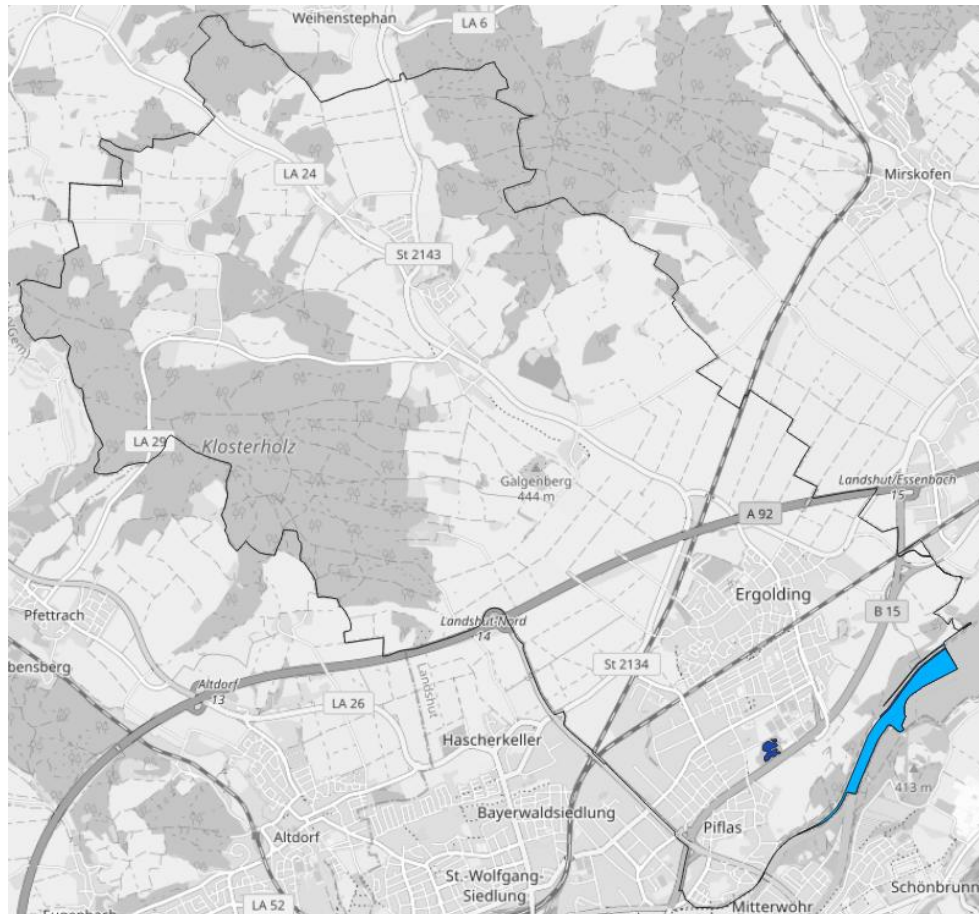 Weihenstephan
LA 6
Mirskofen
LA 24
St 2143
LA 29
Klosterholz
Galgenberg
444 m
Landshut/Essenbach
15
A 92
Ergolding
B 15
Pfettrach
Landshut-Nord
14
bensberg
St 2134
Altdorf
13
LA 26
Landshut
Hascherkeller
413 m
Bayerwaldsiedlung
Piflas
Altdorf
St.-Wolfgang-
Siedlung
Schönbrunn
LA 52
Mitterwöhr